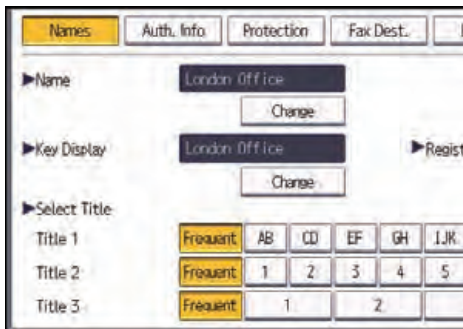 Names Auth. Info Protection Fax Dest.
►Name London Office
Change
►Key Display London Office ►Regist
Change
►Select Title
Title 1 Frequent AB CD EF GH IJK
Title 2 Frequent 1 2 3 4 5
Title 3 Frequent 1 2